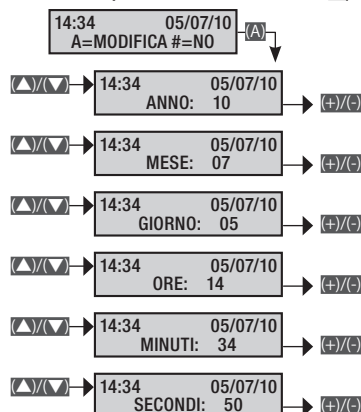 14:34 05/07/10
A=MODIFICA #=NO (A)
(▲)/(▼) 14:34 05/07/10
ANNO: 10 (+)/(-)
(▲)/(▼) 14:34 05/07/10
MESE: 07 (+)/(-)
(▲)/(▼) 14:34 05/07/10
GIORNO: 05 (+)/(-)
(▲)/(▼) 14:34 05/07/10
ORE: 14 (+)/(-)
(▲)/(▼) 14:34 05/07/10
MINUTI: 34 (+)/(-)
(▲)/(▼) 14:34 05/07/10
SECONDI: 50 (+)/(-)